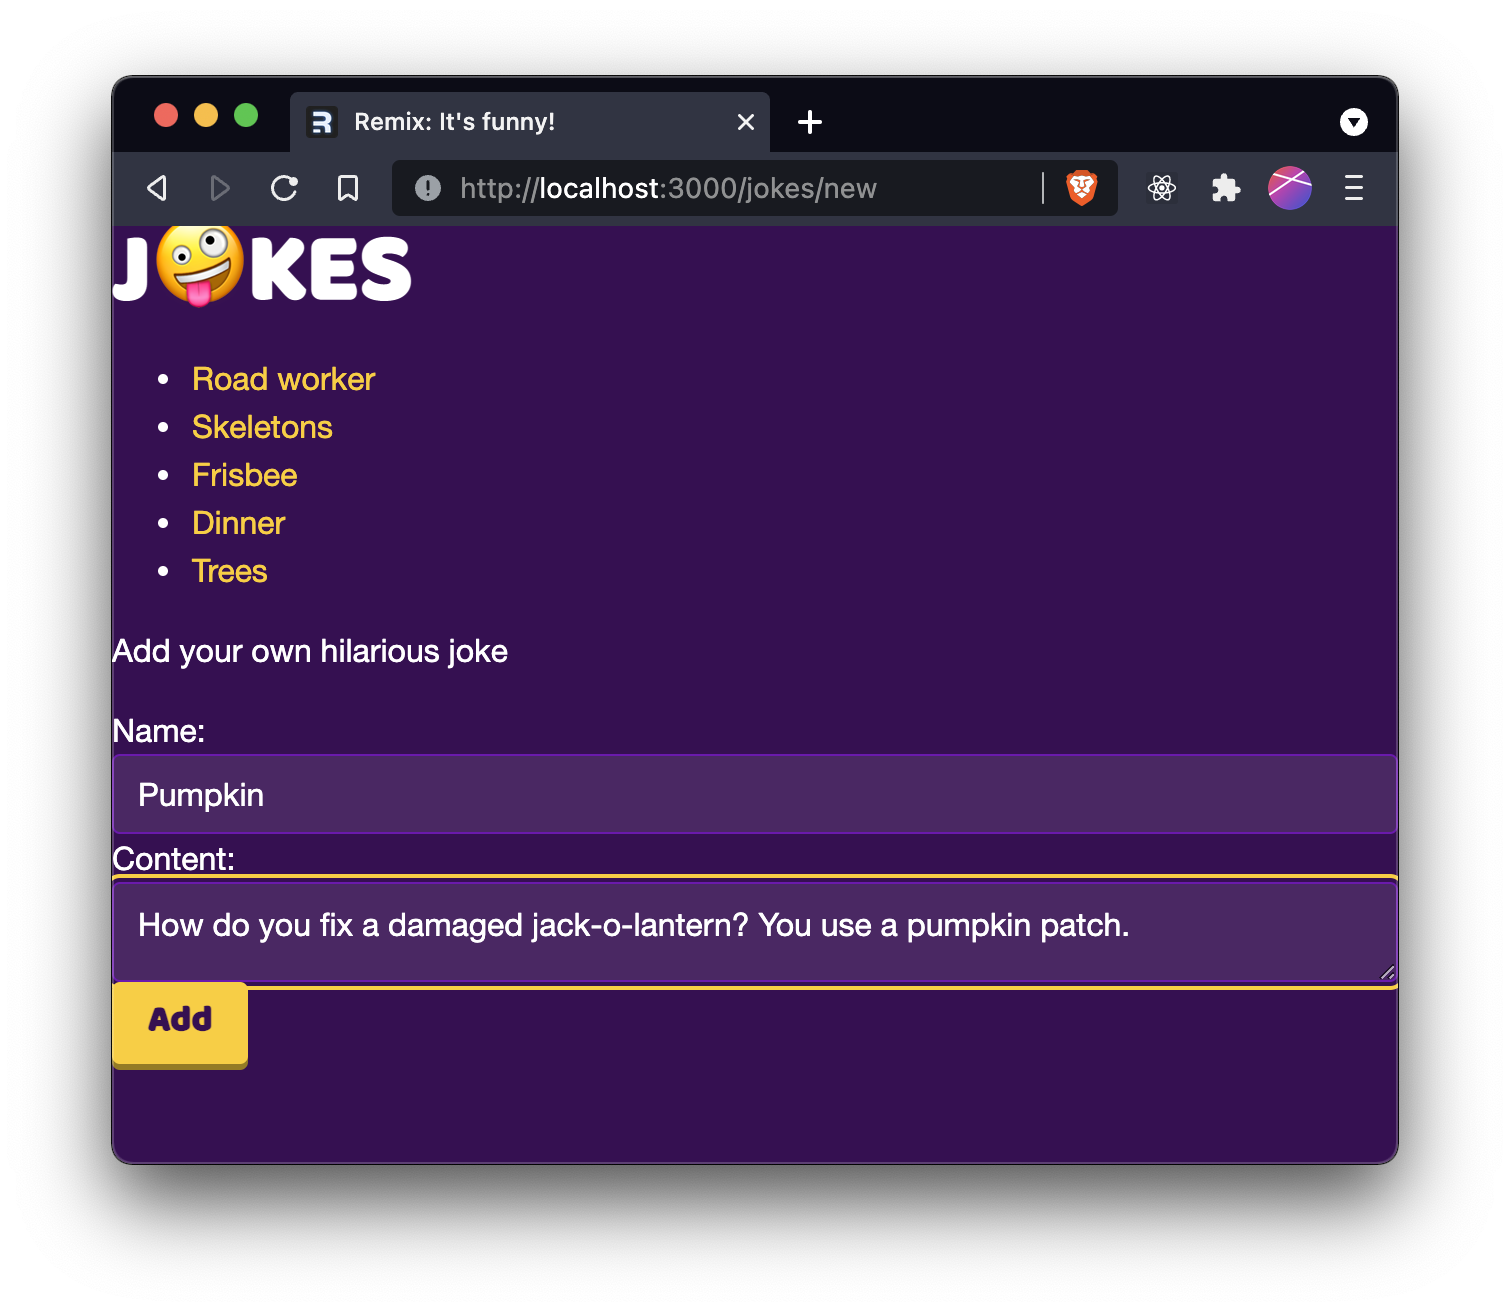 Remix: It's funny!
http://localhost:3000/jokes/new
J🤪KES
Road worker
Skeletons
Frisbee
Dinner
Trees
Add your own hilarious joke
Name:
Pumpkin
Content:
How do you fix a damaged jack-o-lantern? You use a pumpkin patch.
Add